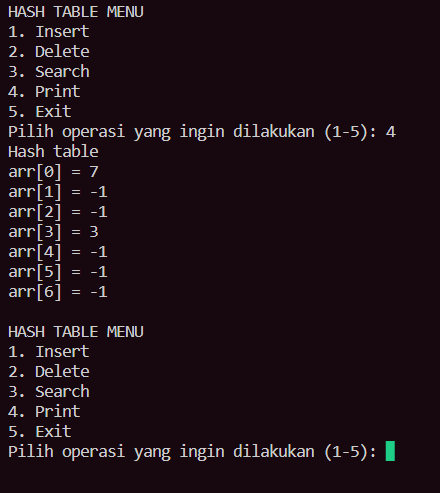 HASH TABLE MENU
1. Insert
2. Delete
3. Search
4. Print
5. Exit
Pilih operasi yang ingin dilakukan (1-5): 4
Hash table
arr[0] = 7
arr[1] = -1
arr[2] = -1
arr[3] = 3
arr[4] = -1
arr[5] = -1
arr[6] = -1
HASH TABLE MENU
1. Insert
2. Delete
3. Search
4. Print
5. Exit
Pilih operasi yang ingin dilakukan (1-5):